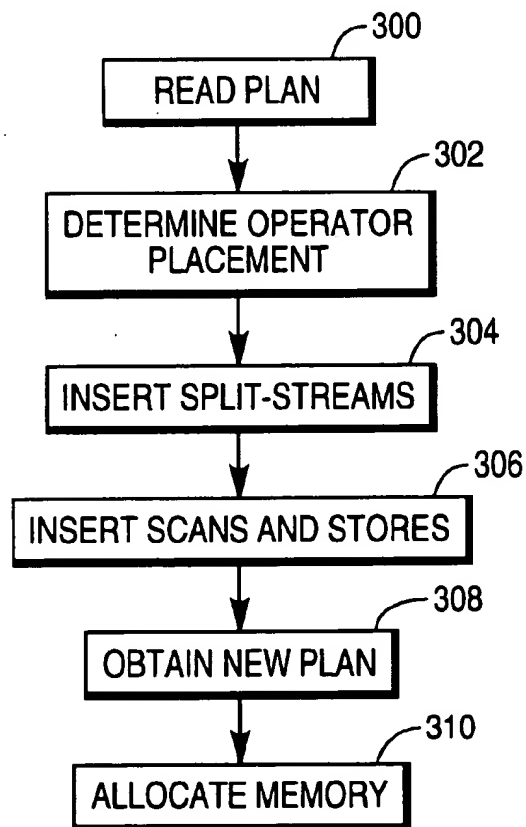 300
READ PLAN
302
DETERMINE OPERATOR
PLACEMENT
304
INSERT SPLIT-STREAMS
306
INSERT SCANS AND STORES
308
OBTAIN NEW PLAN
310
ALLOCATE MEMORY